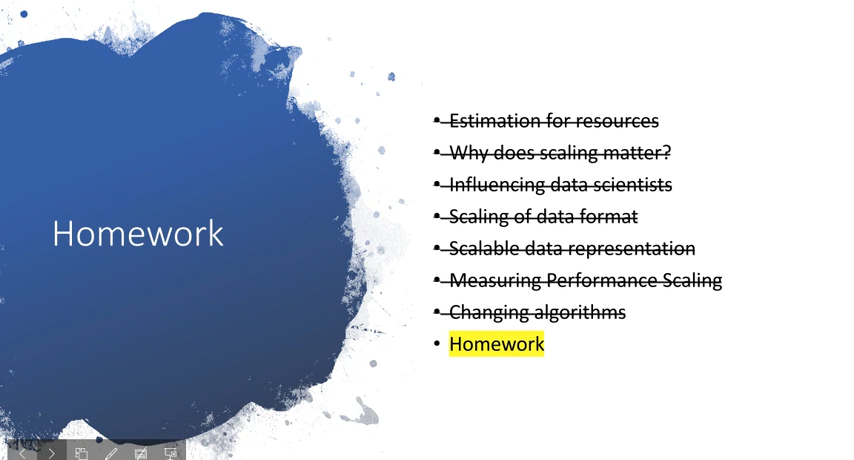 Homework
• Estimation for resources
• Why does scaling matter?
• Influencing data scientists
• Scaling of data format
• Scalable data representation
• Measuring Performance Scaling
• Changing algorithms
• Homework